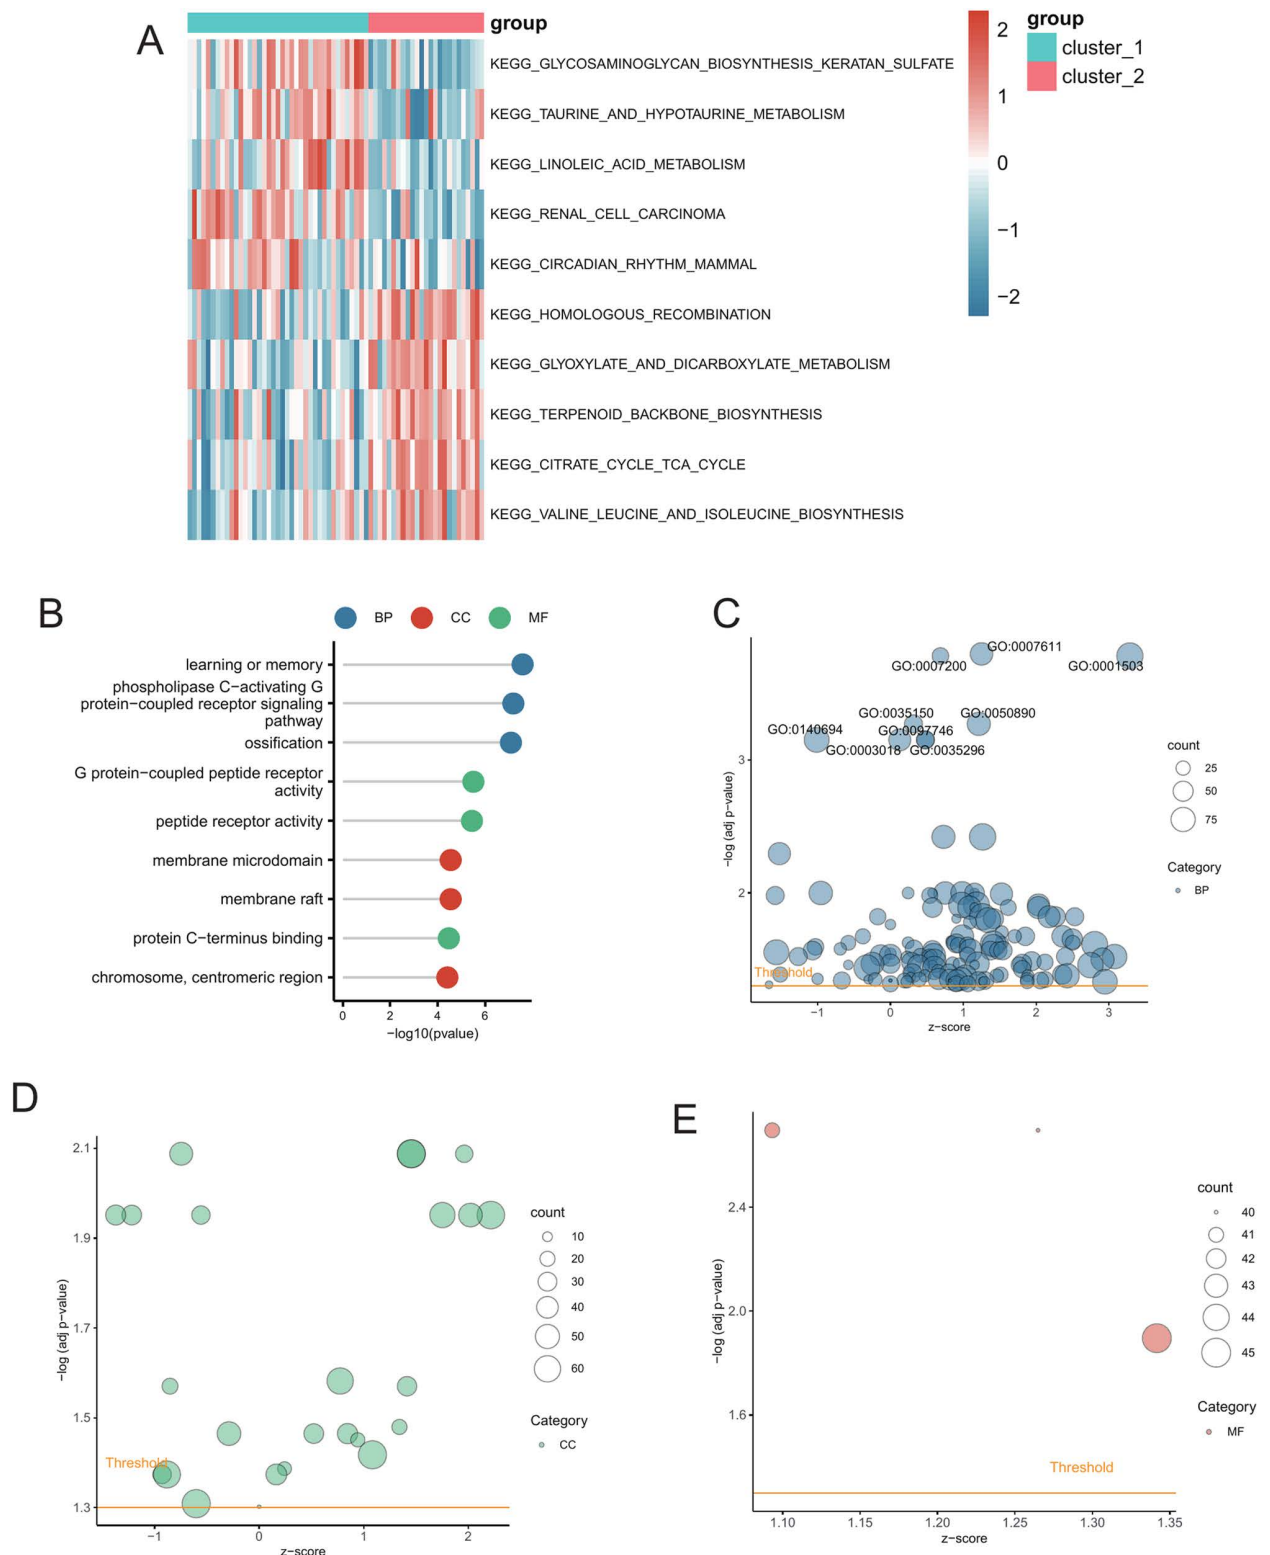 A
group
KEGG_GLYCOSAMINOGLYCAN_BIOSYNTHESIS_KERATAN_SULFATE
KEGG_TAURINE_AND_HYPOTAURINE_METABOLISM
KEGG_LINOLEIC_ACID_METABOLISM
KEGG_RENAL_CELL_CARCINOMA
KEGG_CIRCADIAN_RHYTHM_MAMMAL
KEGG_HOMOLOGOUS_RECOMBINATION
KEGG_GLYOXYLATE_AND_DICARBOXYLATE_METABOLISM
KEGG_TERPENOID_BACKBONE_BIOSYNTHESIS
KEGG_CITRATE_CYCLE_TCA_CYCLE
KEGG_VALINE_LEUCINE_AND_ISOLEUCINE_BIOSYNTHESIS
2
1
0
−1
−2
group
cluster_1
cluster_2
B
BP CC MF
learning or memory
phospholipase C−activating G
protein−coupled receptor signaling
pathway
ossification
G protein−coupled peptide receptor
activity
peptide receptor activity
membrane microdomain
membrane raft
protein C−terminus binding
chromosome, centromeric region
0 2 4 6
−log10(pvalue)
C
GO:0007611
GO:0007200
GO:0001503
GO:0035150
GO:0050890
GO:0140694
GO:0097746
GO:0003018
GO:0035296
3
2
−log (adj p−value)
Threshold
−1 0 1 2 3
z−score
count
25
50
75
Category
BP
D
2.1
1.9
1.7
1.5
1.3
−log (adj p−value)
Threshold
−1 0 1 2
z−score
count
10
20
30
40
50
60
Category
CC
E
2.4
2.0
1.6
−log (adj p−value)
Threshold
1.10 1.15 1.20 1.25 1.30 1.35
z−score
count
40
41
42
43
44
45
Category
MF